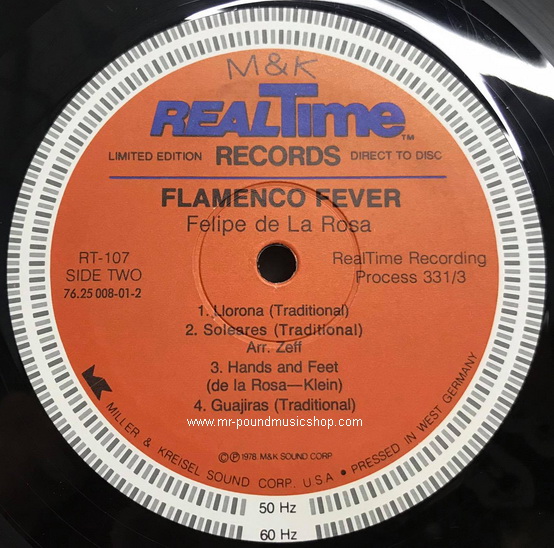 M&K
REALTime™
LIMITED EDITION RECORDS DIRECT TO DISC
FLAMENCO FEVER
Felipe de La Rosa
RT-107
SIDE TWO
76.25 008-01-2
RealTime Recording
Process 331/3
1. Llorona (Traditional)
2. Soleares (Traditional)
Arr. Zeff
3. Hands and Feet
(de la Rosa—Klein)
4. Guajiras (Traditional)
www.mr-poundmusicshop.com
©℗1978 M&K SOUND CORP.
MK MILLER & KREISEL SOUND CORP. U.S.A • PRESSED IN WEST GERMANY
50 Hz
60 Hz